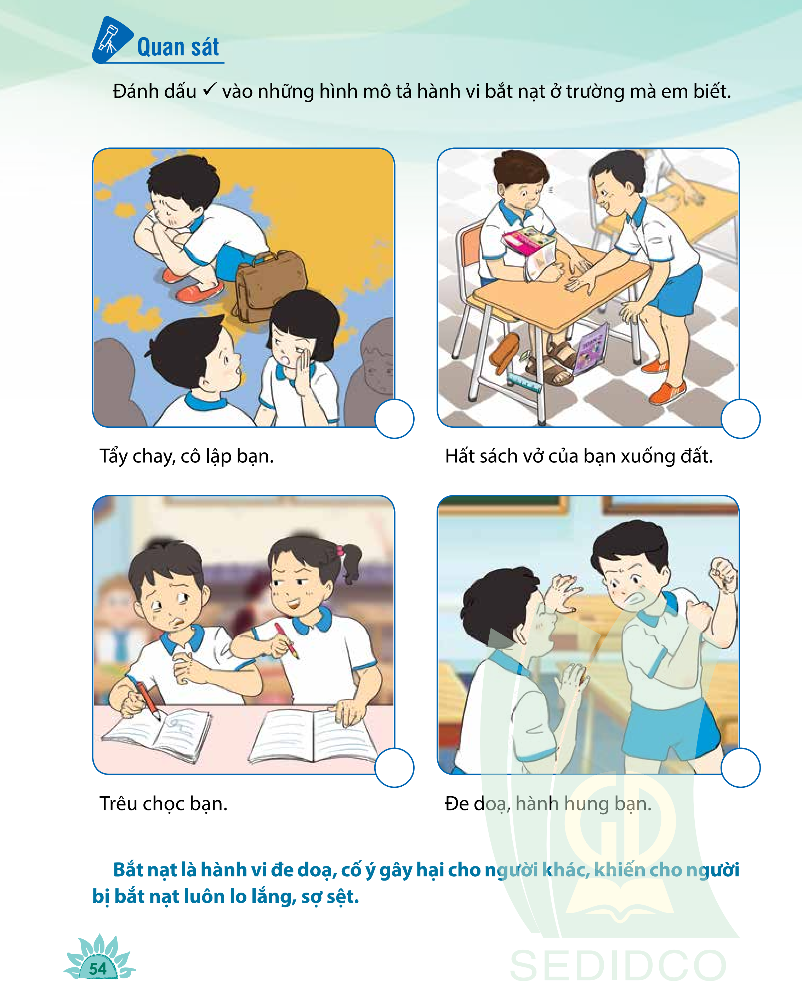 Quan sát
Đánh dấu ✓ vào những hình mô tả hành vi bắt nạt ở trường mà em biết.
Tẩy chay, cô lập bạn.
Hất sách vở của bạn xuống đất.
Trêu chọc bạn.
Đe doạ, hành hung bạn.
Bắt nạt là hành vi đe doạ, cố ý gây hại cho người khác, khiến cho người
bị bắt nạt luôn lo lắng, sợ sệt.
54
SEDIDCO